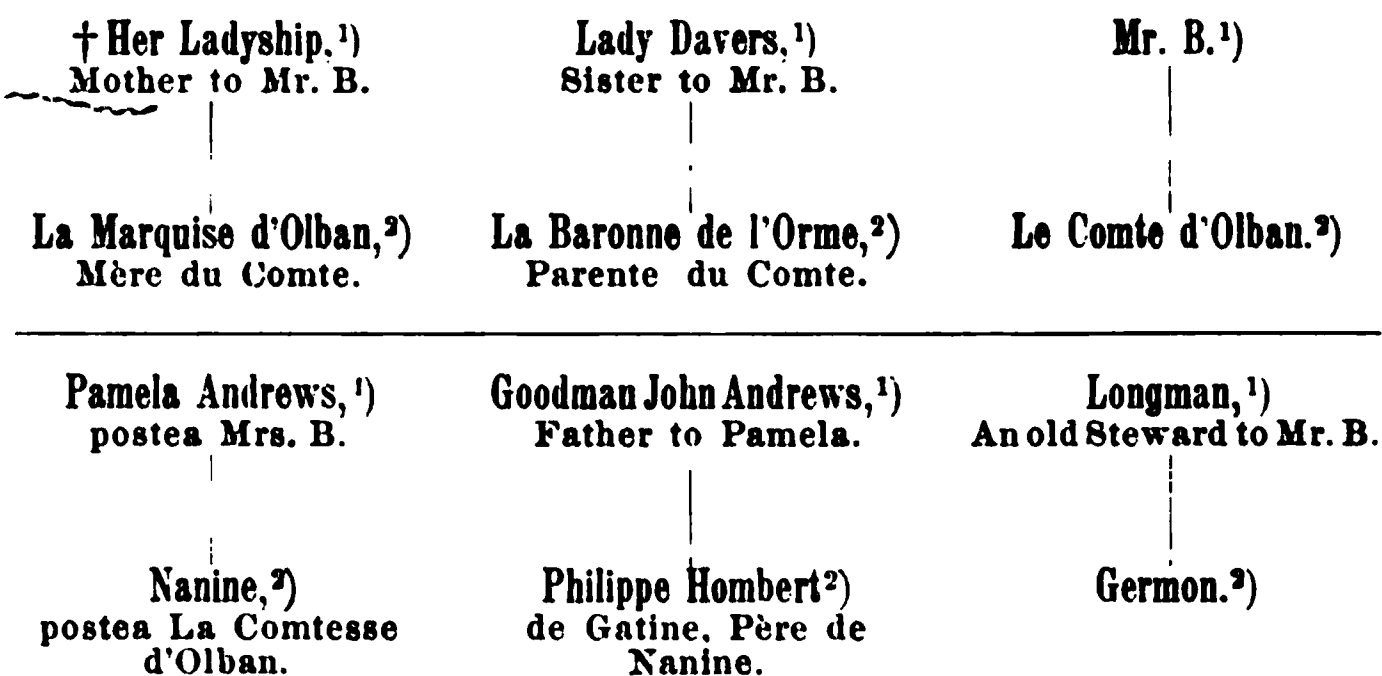 † Her Ladyship.¹) Lady Davers,¹) Mr. B.¹)
Mother to Mr. B. Sister to Mr. B.
La Marquise d'Olban,²) La Baronne de l'Orme,²) Le Comte d'Olban.²)
Mère du Comte. Parente du Comte.
Pamela Andrews,¹) Goodman John Andrews,¹) Longman,¹)
postea Mrs. B. Father to Pamela. An old Steward to Mr. B.
Nanine,²) Philippe Hombert²) Germon.²)
postea La Comtesse de Gatine, Père de
d'Olban. Nanine.